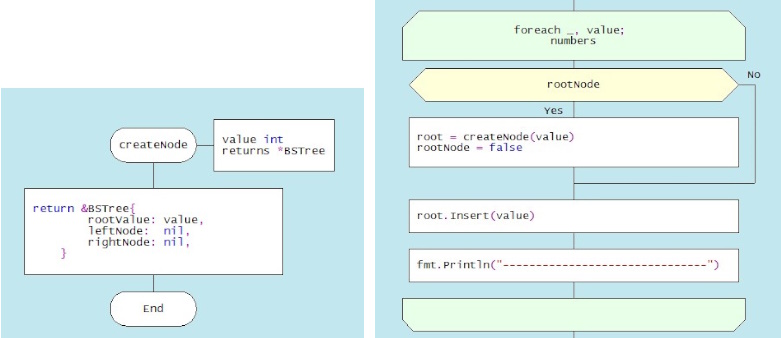 createNode
value int
returns *BSTree
return &BSTree{
rootValue: value,
leftNode:  nil,
rightNode: nil,
}
End
foreach _, value;
numbers
rootNode
No
Yes
root = createNode(value)
rootNode = false
root.Insert(value)
fmt.Println("------------------------------")